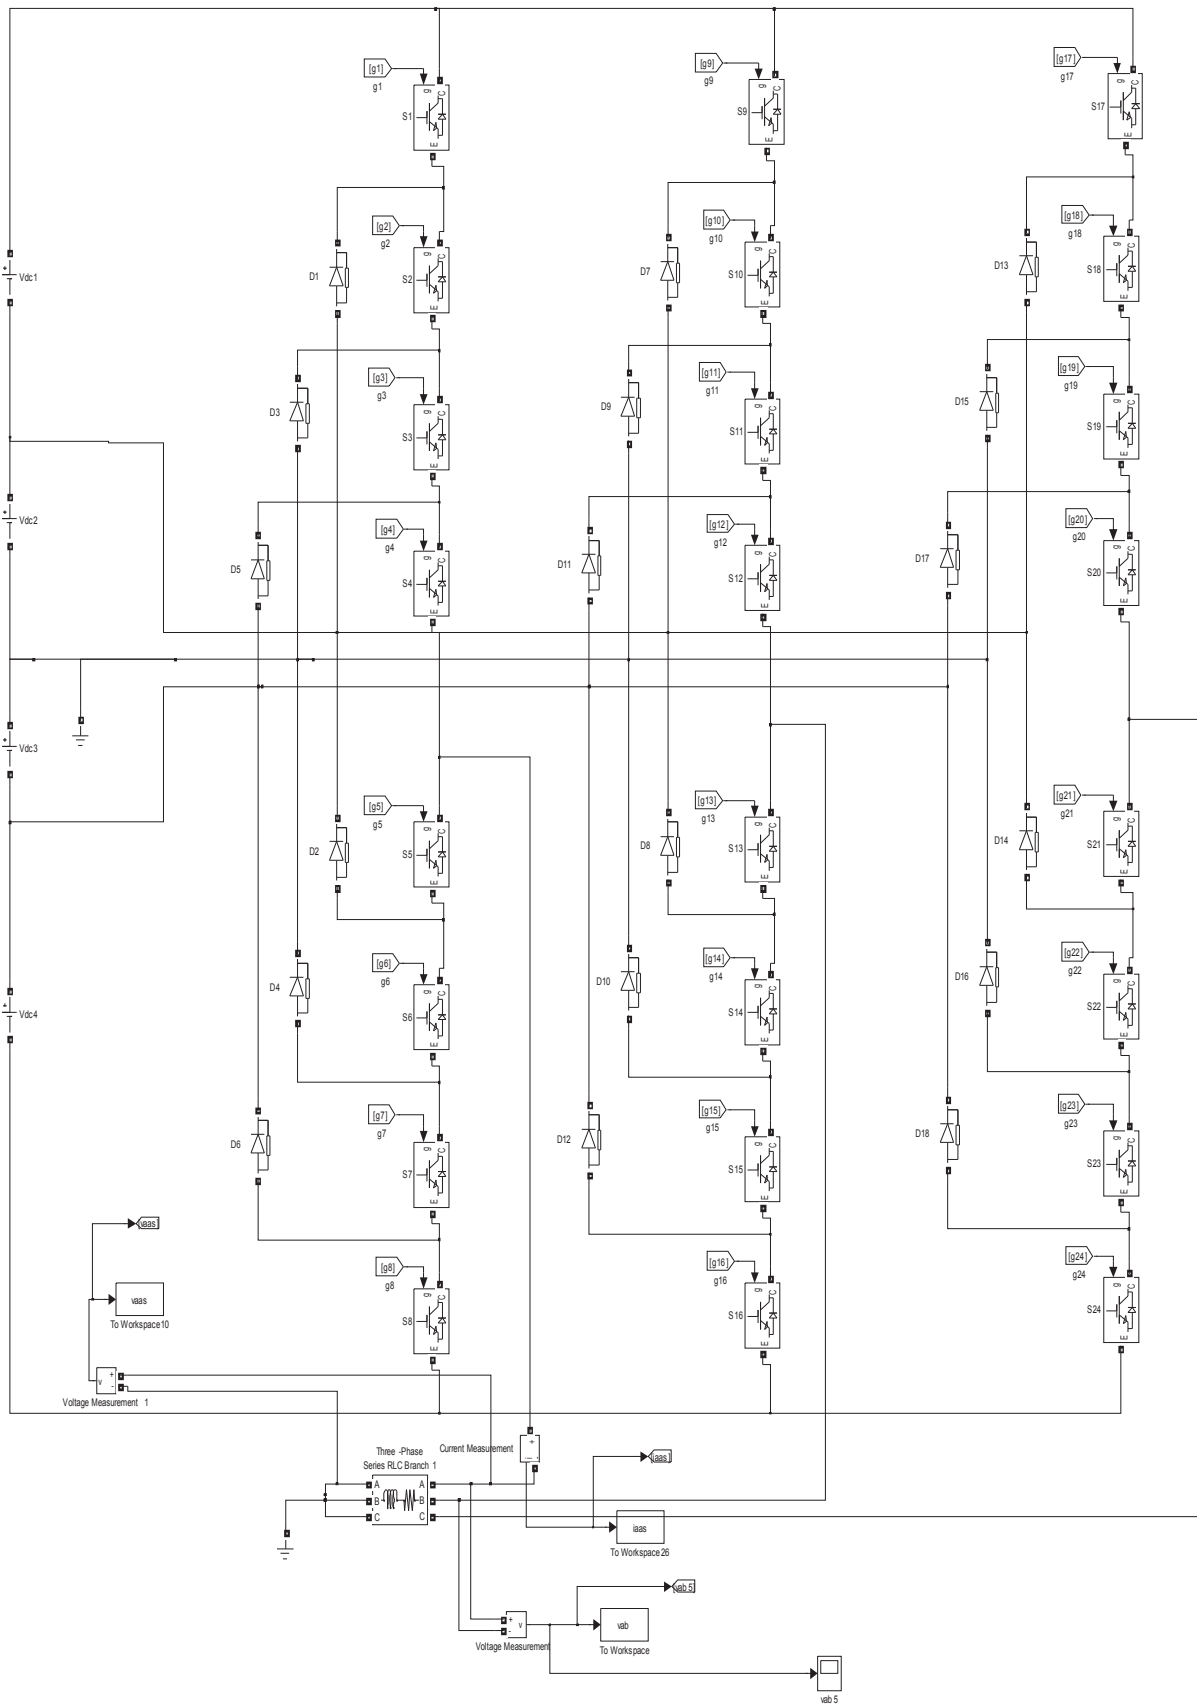 [g1]
g1
g
C
S1
E
[g9]
g9
g
C
S9
E
[g17]
g17
g
C
S17
E
[g2]
g2
g
C
D1
S2
E
[g10]
g10
g
C
D7
S10
E
[g18]
g18
g
C
D13
S18
E
+
Vdc1
[g3]
g3
g
C
D3
S3
E
[g11]
g11
g
C
D9
S11
E
[g19]
g19
g
C
D15
S19
E
+
Vdc2
[g4]
g4
g
C
D5
S4
E
[g12]
g12
g
C
D11
S12
E
[g20]
g20
g
C
D17
S20
E
+
Vdc3
[g5]
g5
g
C
D2
S5
E
[g13]
g13
g
C
D8
S13
E
[g21]
g21
g
C
D14
S21
E
[g6]
g6
g
C
D4
S6
E
[g14]
g14
g
C
D10
S14
E
[g22]
g22
g
C
D16
S22
E
+
Vdc4
[g7]
g7
g
C
D6
S7
E
[g15]
g15
g
C
D12
S15
E
[g23]
g23
g
C
D18
S23
E
[vaas]
vaas
To Workspace10
[g8]
g8
g
C
S8
E
[g16]
g16
g
C
S16
E
[g24]
g24
g
C
S24
E
+
-
v
Voltage Measurement 1
Three -Phase
Series RLC Branch 1
A
B
C
A
B
C
Current Measurement
+
-
i
[iaas]
iaas
To Workspace26
[vab 5]
+
-
v
Voltage Measurement
vab
To Workspace
vab 5